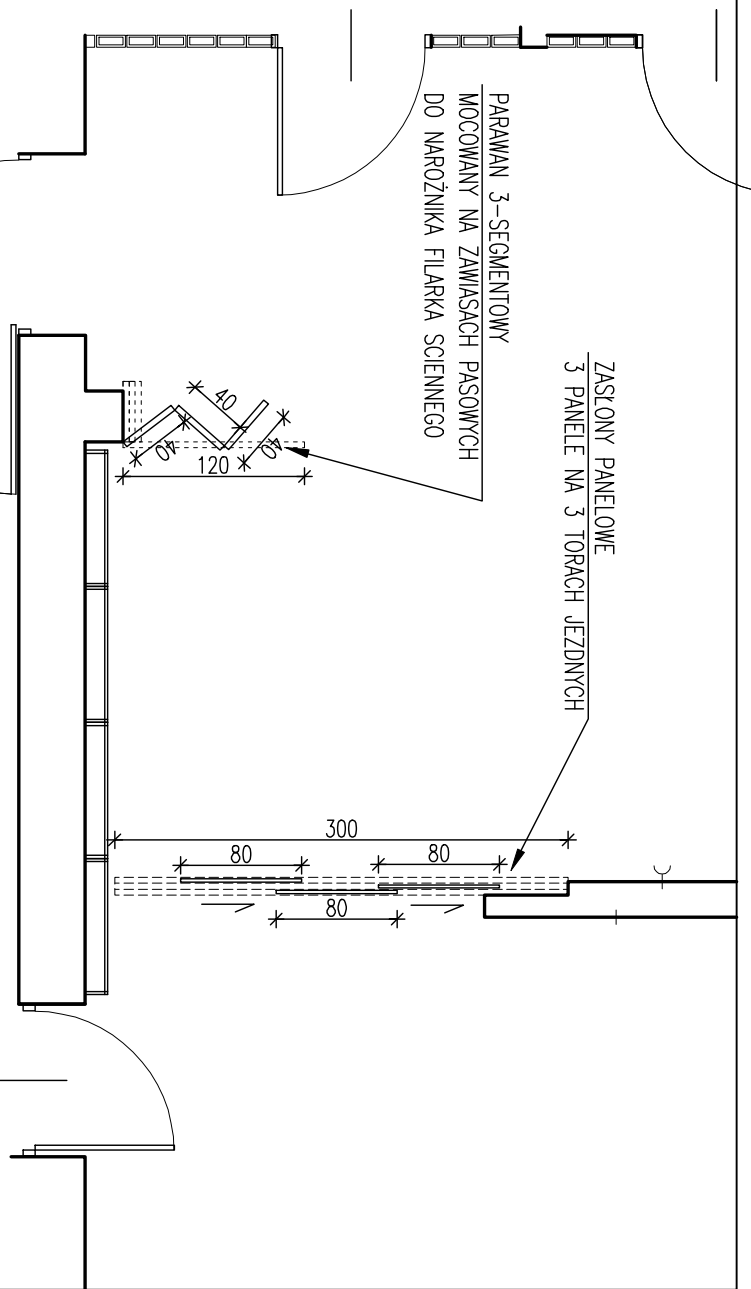 PARAWAN 3-SEGMENTOWY
MOCOWANY NA ZAWIASACH PASOWYCH
DO NAROŻNIKA FILARKA SCIENNEGO
ZASŁONY PANELOWE
3 PANELE NA 3 TORACH JEZDNYCH
40
40
40
120
300
80
80
80